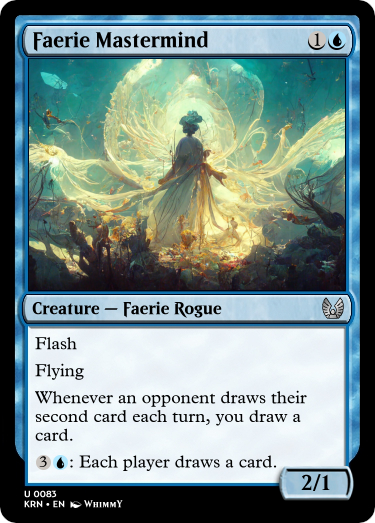 Faerie Mastermind 1
Creature — Faerie Rogue
Flash
Flying
Whenever an opponent draws their
second card each turn, you draw a
card.
3: Each player draws a card.
2/1
U 0083
KRN • EN Whimmy